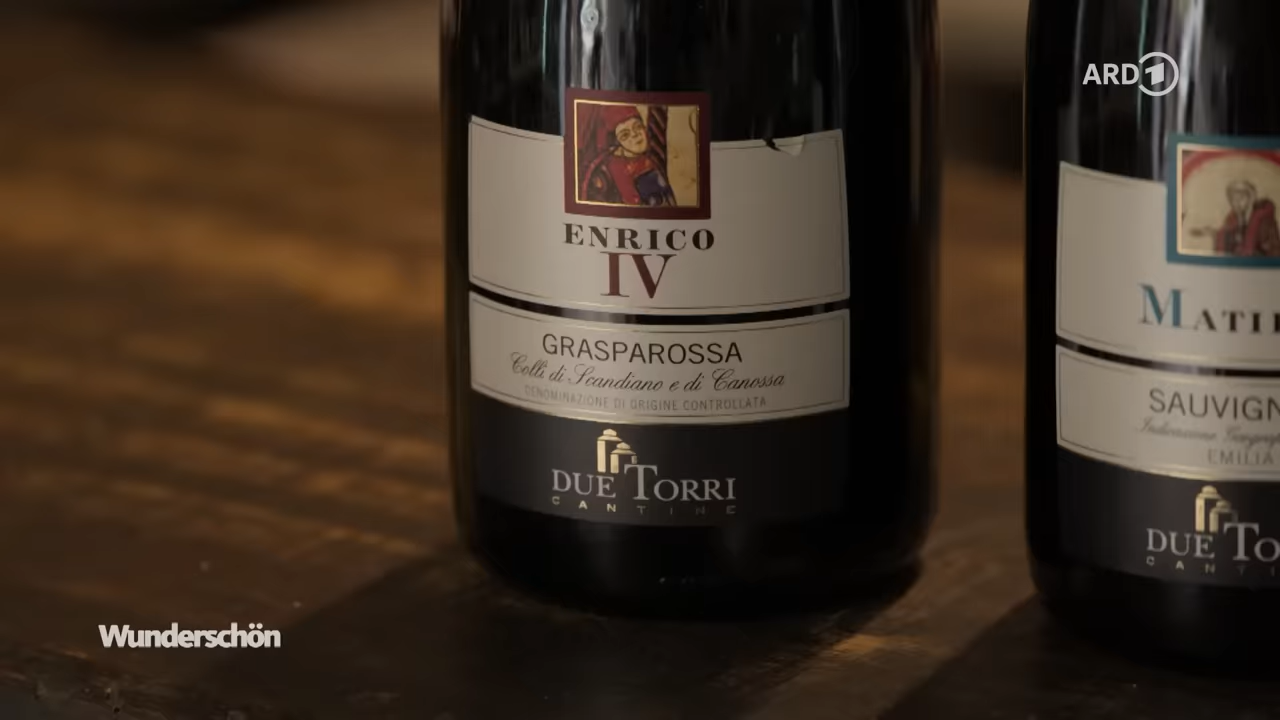 ARD 1
ENRICO
IV
GRASPAROSSA
Colli di Scandiano e di Canossa
DENOMINAZIONE DI ORIGINE CONTROLLATA
DUE TORRI
CANTINE
MATI
SAUVIGN
EMILIA
DUE TO
CANTI
Wunderschön